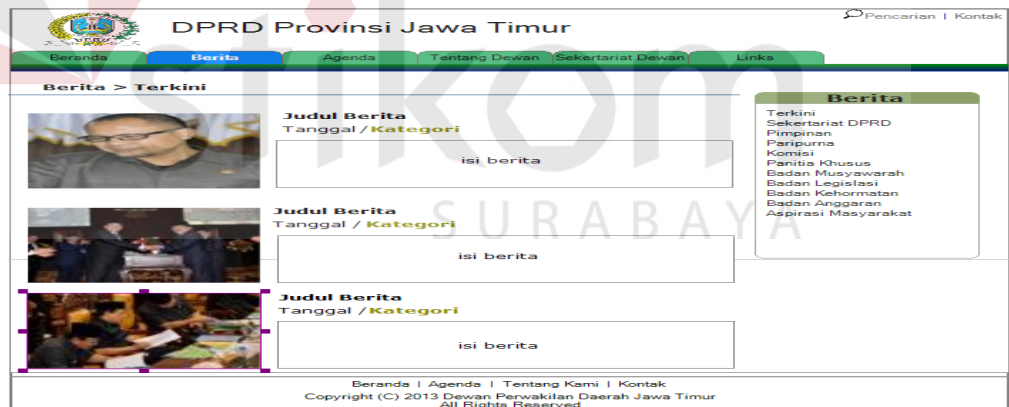 Pencarian | Kontak
DPRD Provinsi Jawa Timur
Beranda Berita Agenda Tentang Dewan Sekertariat Dewan Links
Berita > Terkini
Judul Berita
Tanggal / Kategori
isi berita
Judul Berita
Tanggal / Kategori
isi berita
Judul Berita
Tanggal / Kategori
isi berita
Berita
Terkini
Sekertariat DPRD
Pimpinan
Paripurna
Komisi
Panitia Khusus
Badan Musyawarah
Badan Legislasi
Badan Kehormatan
Badan Anggaran
Aspirasi Masyarakat
Beranda | Agenda | Tentang Kami | Kontak
Copyright (C) 2013 Dewan Perwakilan Daerah Jawa Timur
All Rights Reserved
stikom
SURABAYA